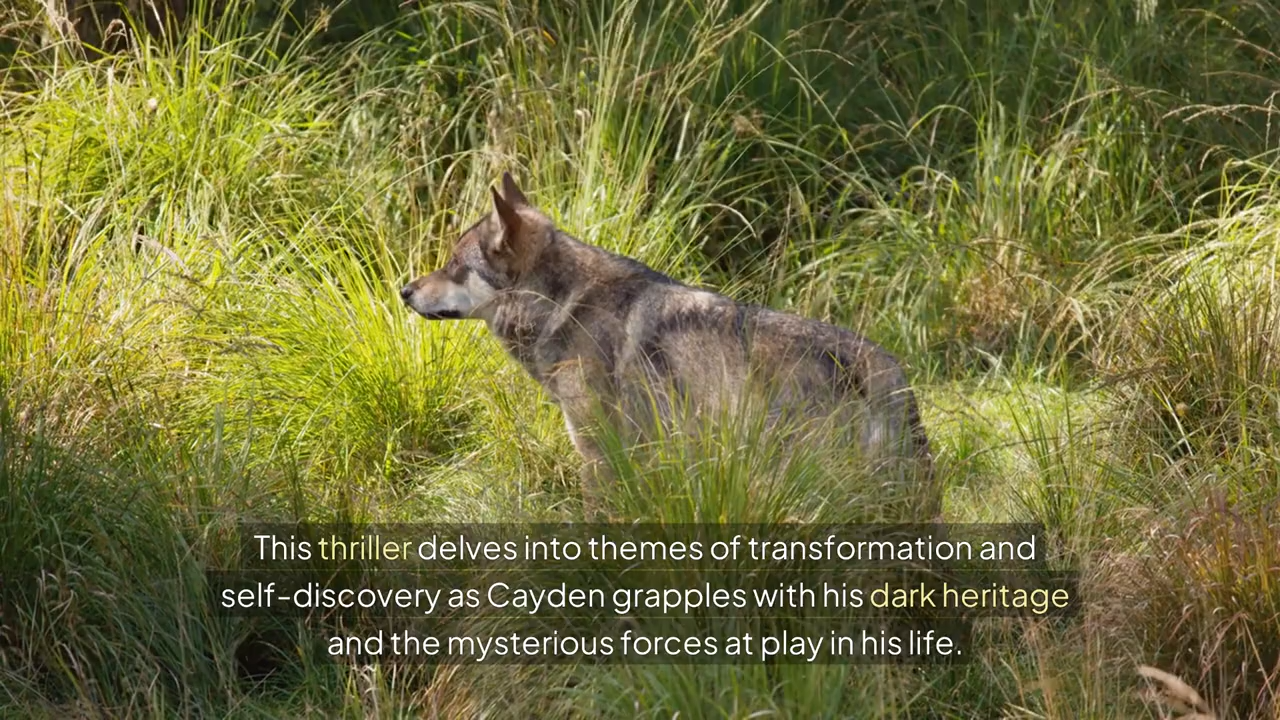 This thriller delves into themes of transformation and
self-discovery as Cayden grapples with his dark heritage
and the mysterious forces at play in his life.